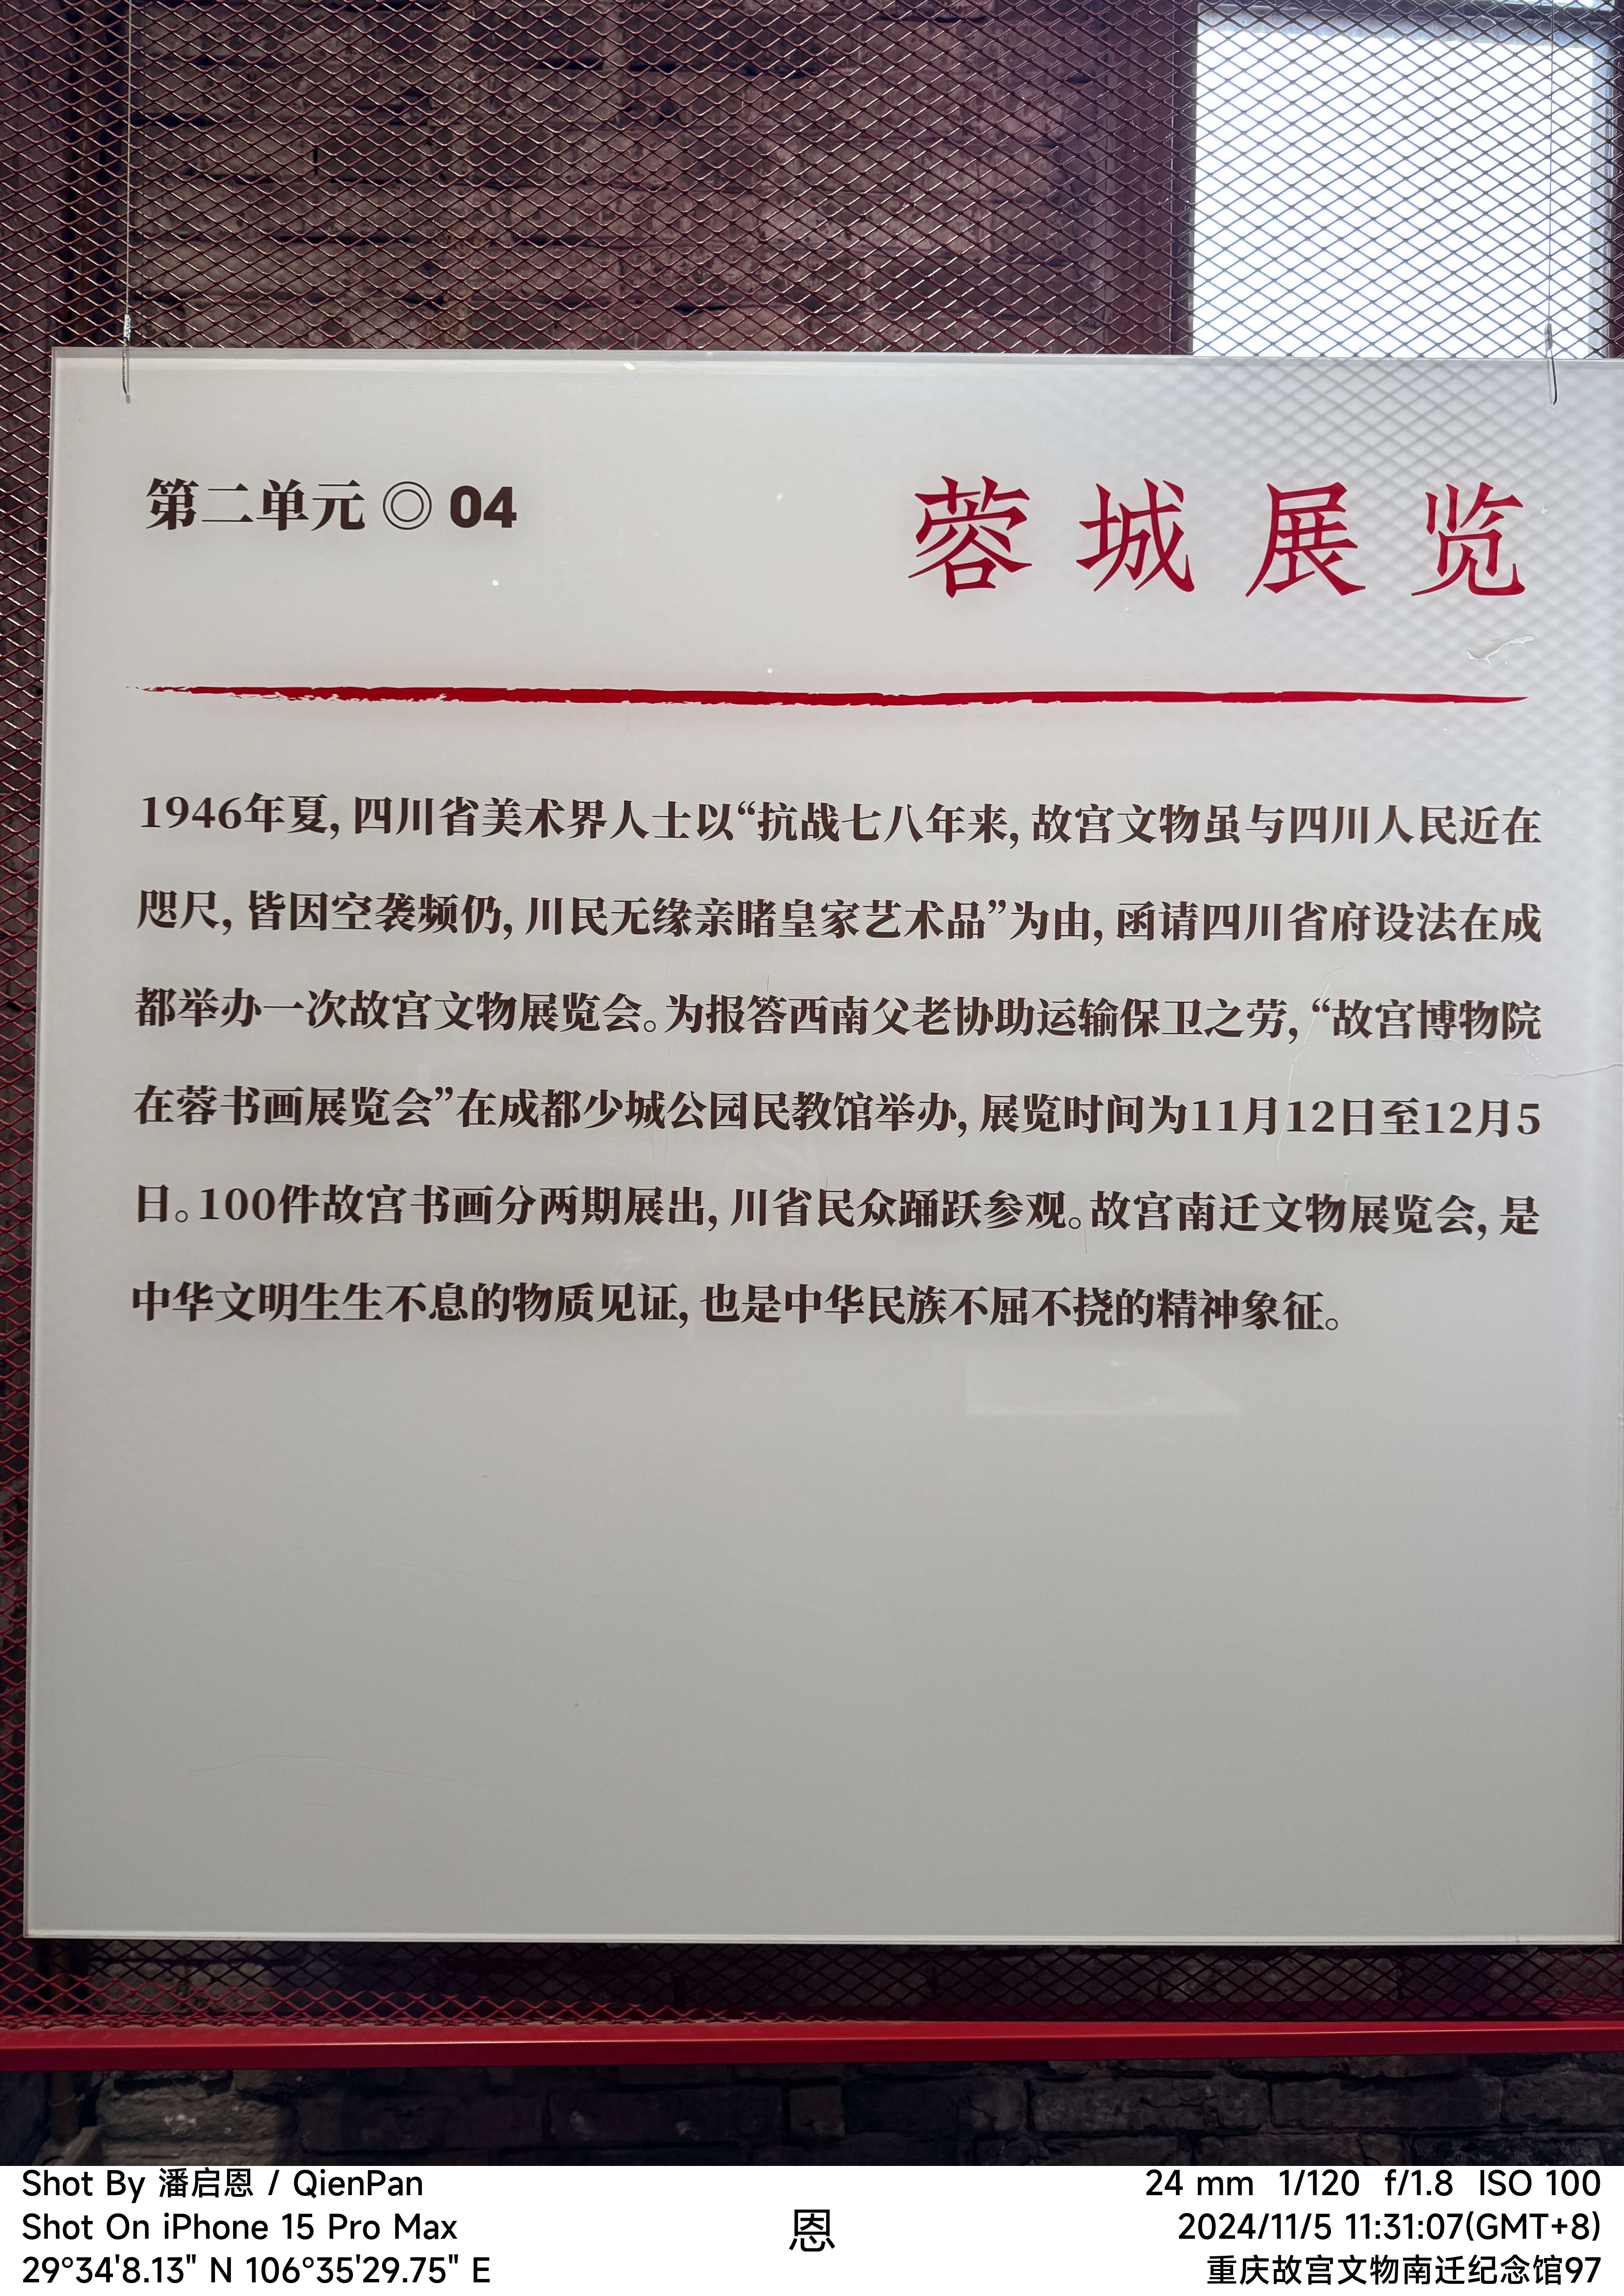 第二单元 ◎ 04
蓉城展览
1946年夏，四川省美术界人士以“抗战七八年来，故宫文物虽与四川人民近在
咫尺，皆因空袭频仍，川民无缘亲睹皇家艺术品”为由，函请四川省府设法在成
都举办一次故宫文物展览会。为报答西南父老协助运输保卫之劳，“故宫博物院
在蓉书画展览会”在成都少城公园民教馆举办，展览时间为11月12日至12月5
日。100件故宫书画分两期展出，川省民众踊跃参观。故宫南迁文物展览会，是
中华文明生生不息的物质见证，也是中华民族不屈不挠的精神象征。
Shot By 潘启恩 / QienPan
Shot On iPhone 15 Pro Max
29°34'8.13" N 106°35'29.75" E
恩
24 mm 1/120 f/1.8 ISO 100
2024/11/5 11:31:07(GMT+8)
重庆故宫文物南迁纪念馆97